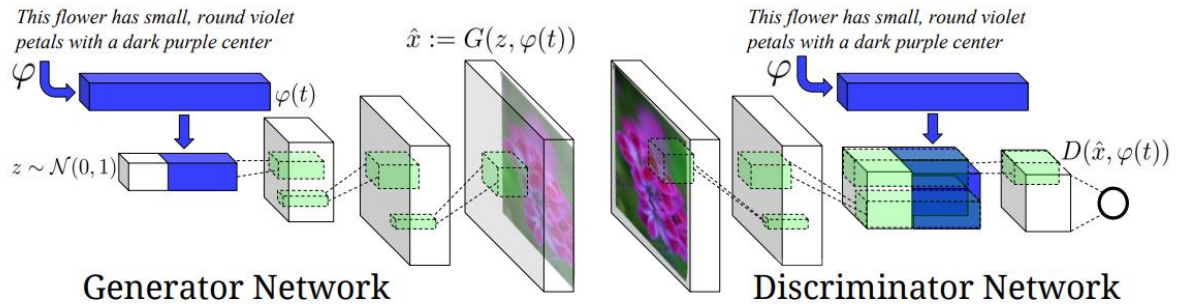 This flower has small, round violet
petals with a dark purple center
φ
φ(t)
z ∼ 𝒩(0, 1)
x̂ := G(z, φ(t))
Generator Network
This flower has small, round violet
petals with a dark purple center
φ
D(x̂, φ(t))
Discriminator Network